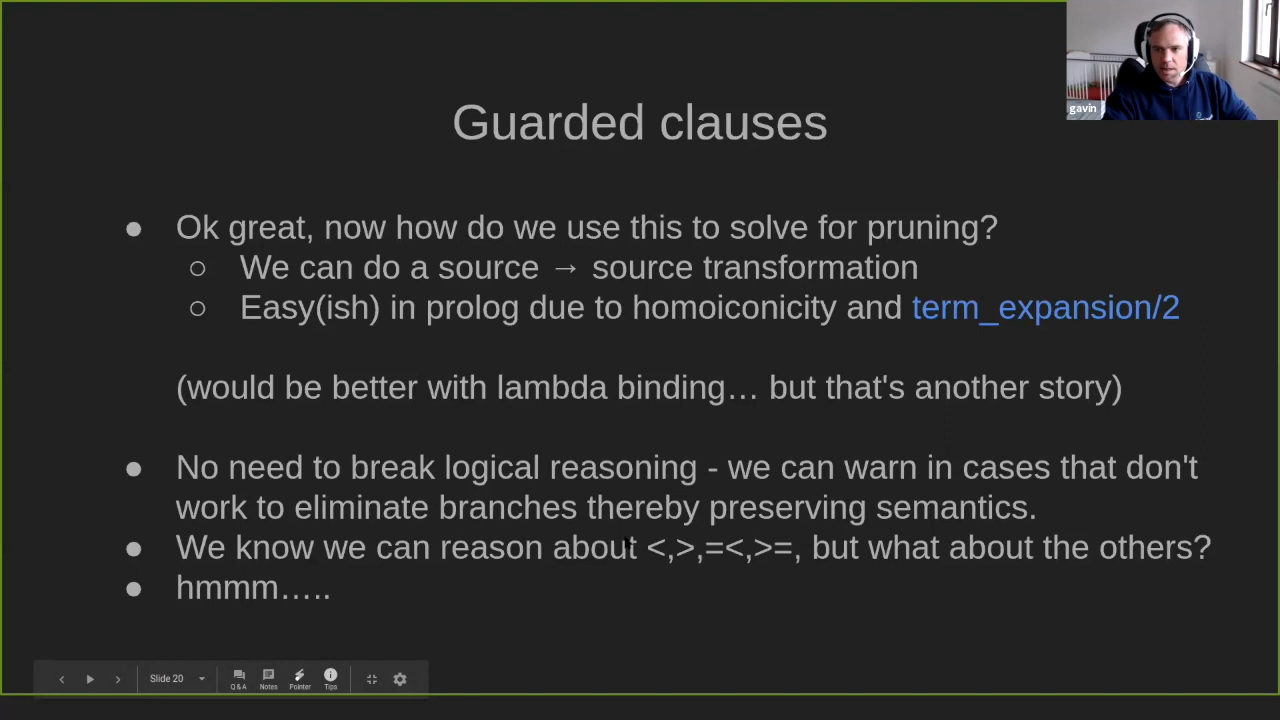 gavin
Guarded clauses
● Ok great, now how do we use this to solve for pruning?
○ We can do a source → source transformation
○ Easy(ish) in prolog due to homoiconicity and term_expansion/2
(would be better with lambda binding… but that's another story)
● No need to break logical reasoning - we can warn in cases that don't
work to eliminate branches thereby preserving semantics.
● We know we can reason about <,>,=<,>=, but what about the others?
● hmmm…..
Slide 20
Q & A Notes Pointer Tips